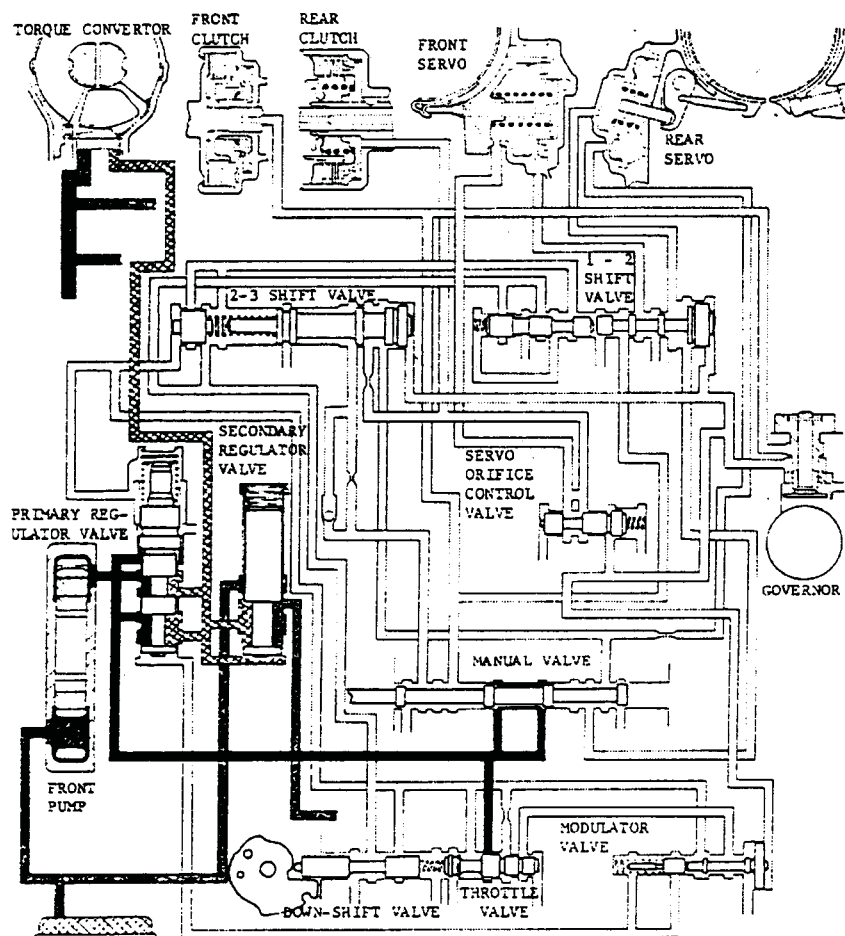 TORQUE CONVERTOR
FRONT
CLUTCH
REAR
CLUTCH
FRONT
SERVO
REAR
SERVO
1 - 2
SHIFT
VALVE
2-3 SHIFT VALVE
SECONDARY
REGULATOR
VALVE
SERVO
ORIFICE
CONTROL
VALVE
PRIMARY REG-
ULATOR VALVE
GOVERNOR
MANUAL VALVE
FRONT
PUMP
MODULATOR
VALVE
DOWN-SHIFT VALVE
THROTTLE
VALVE